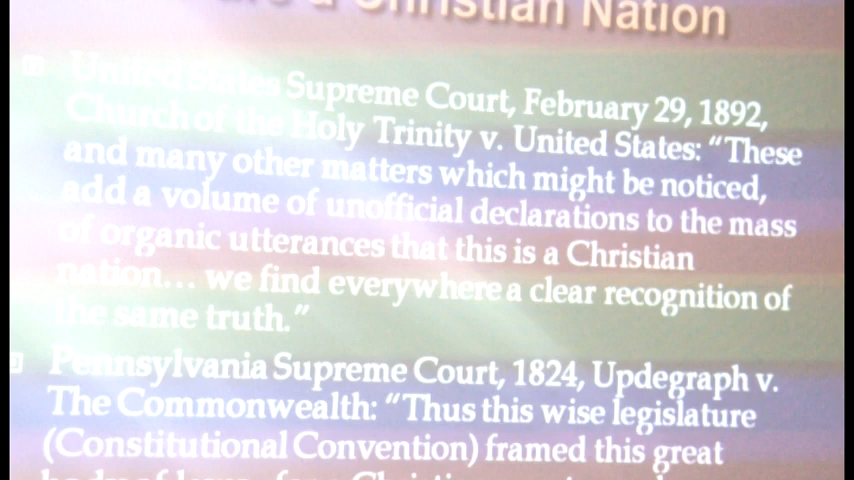 a Christian Nation
United States Supreme Court, February 29, 1892,
Church of the Holy Trinity v. United States: “These
and many other matters which might be noticed,
add a volume of unofficial declarations to the mass
of organic utterances that this is a Christian
nation… we find everywhere a clear recognition of
the same truth.”
Pennsylvania Supreme Court, 1824, Updegraph v.
The Commonwealth: “Thus this wise legislature
(Constitutional Convention) framed this great